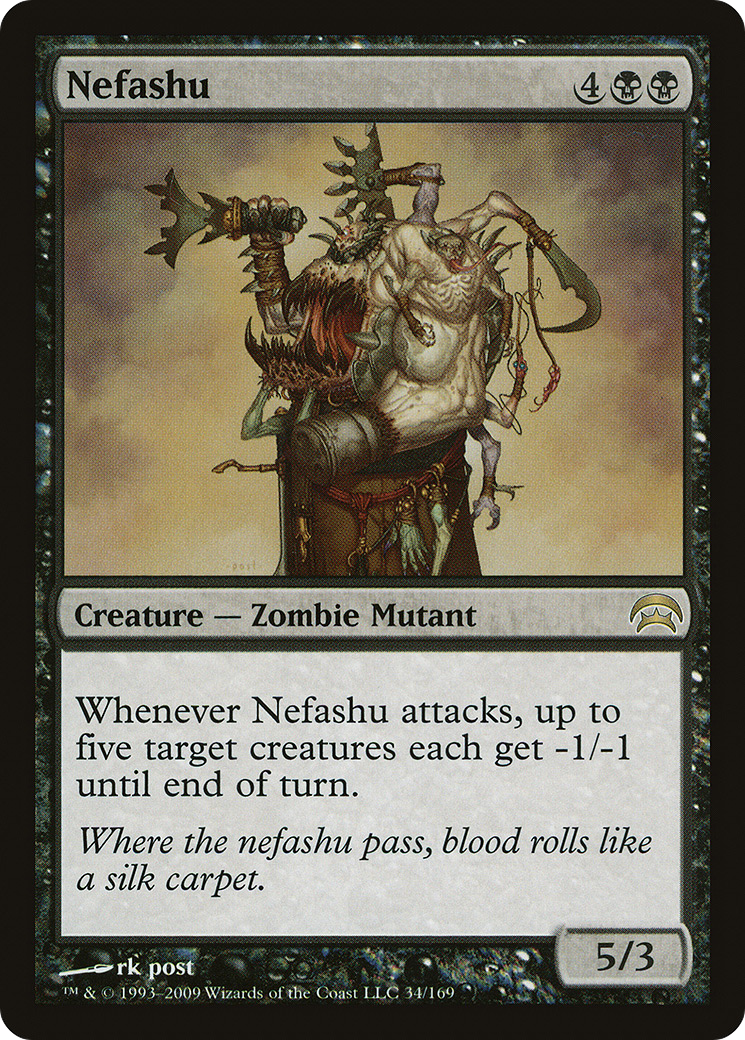 Nefashu 4
·post·
Creature — Zombie Mutant
Whenever Nefashu attacks, up to
five target creatures each get -1/-1
until end of turn.
Where the nefashu pass, blood rolls like
a silk carpet.
5/3
rk post
™ & © 1993–2009 Wizards of the Coast LLC 34/169